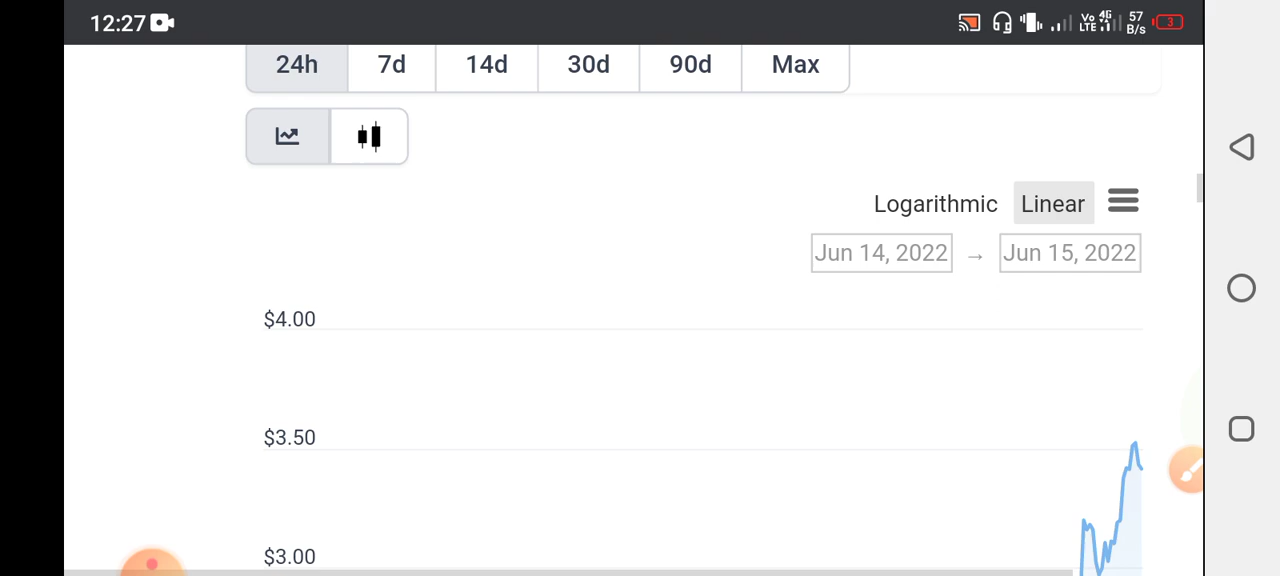 12:27 Vo LTE 4G 57 B/s 3
24h 7d 14d 30d 90d Max
Logarithmic Linear
Jun 14, 2022 → Jun 15, 2022
$4.00
$3.50
$3.00